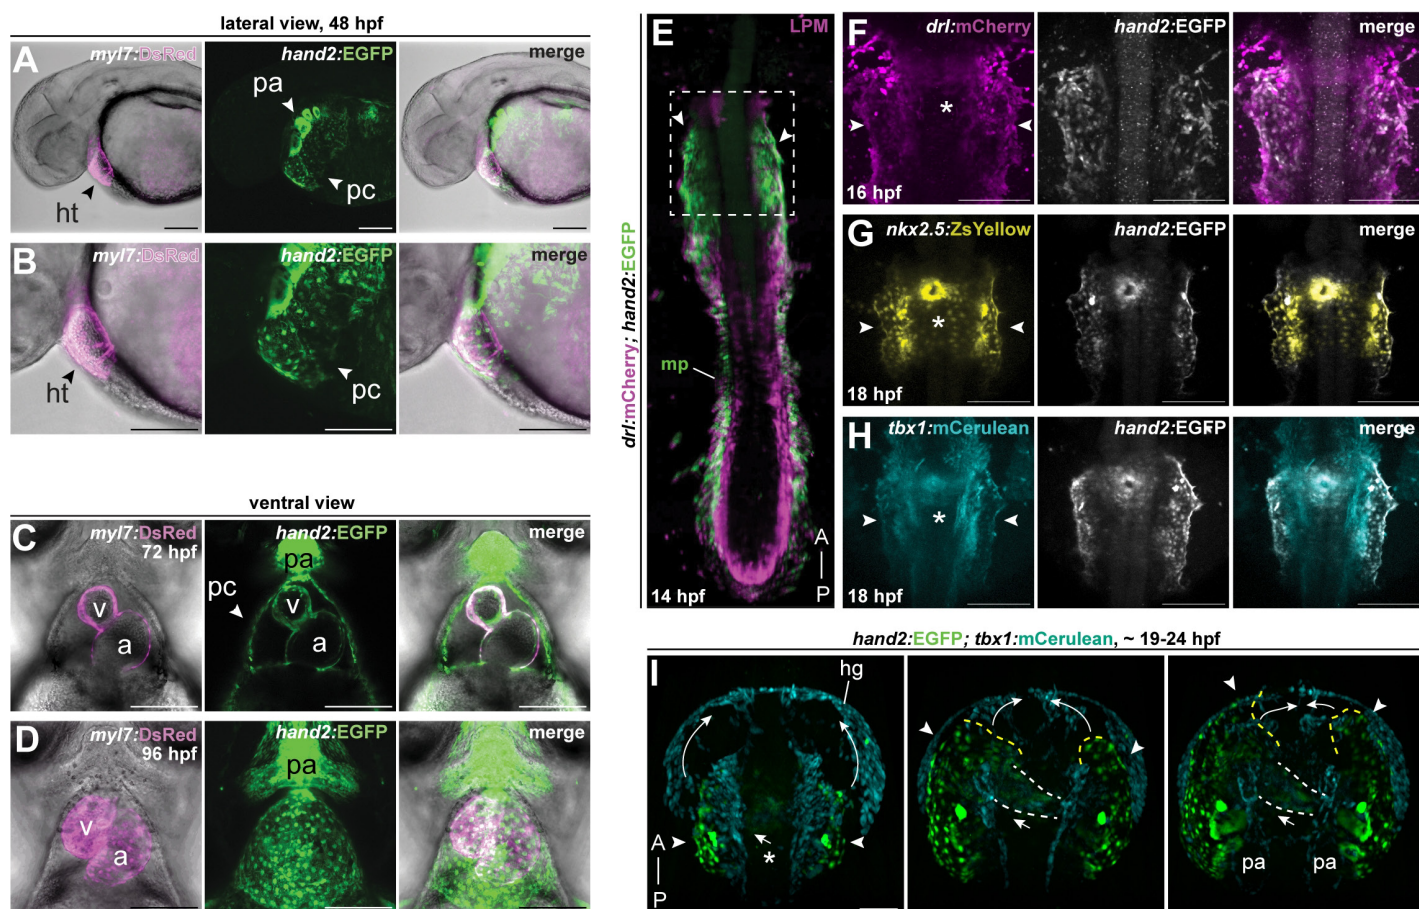 lateral view, 48 hpf
A
myl7:DsRed
hand2:EGFP
merge
pa
pc
ht
B
myl7:DsRed
hand2:EGFP
merge
ht
pc
ventral view
C
myl7:DsRed
72 hpf
hand2:EGFP
merge
pa
pc
v
a
v
a
D
myl7:DsRed
96 hpf
hand2:EGFP
merge
pa
v
a
drl:mCherry; hand2:EGFP
E
LPM
mp
A
P
14 hpf
F
drl:mCherry
hand2:EGFP
merge
*
16 hpf
G
nkx2.5:ZsYellow
hand2:EGFP
merge
*
18 hpf
H
tbx1:mCerulean
hand2:EGFP
merge
*
18 hpf
hand2:EGFP; tbx1:mCerulean, ~ 19-24 hpf
I
hg
A
P
*
pa
pa